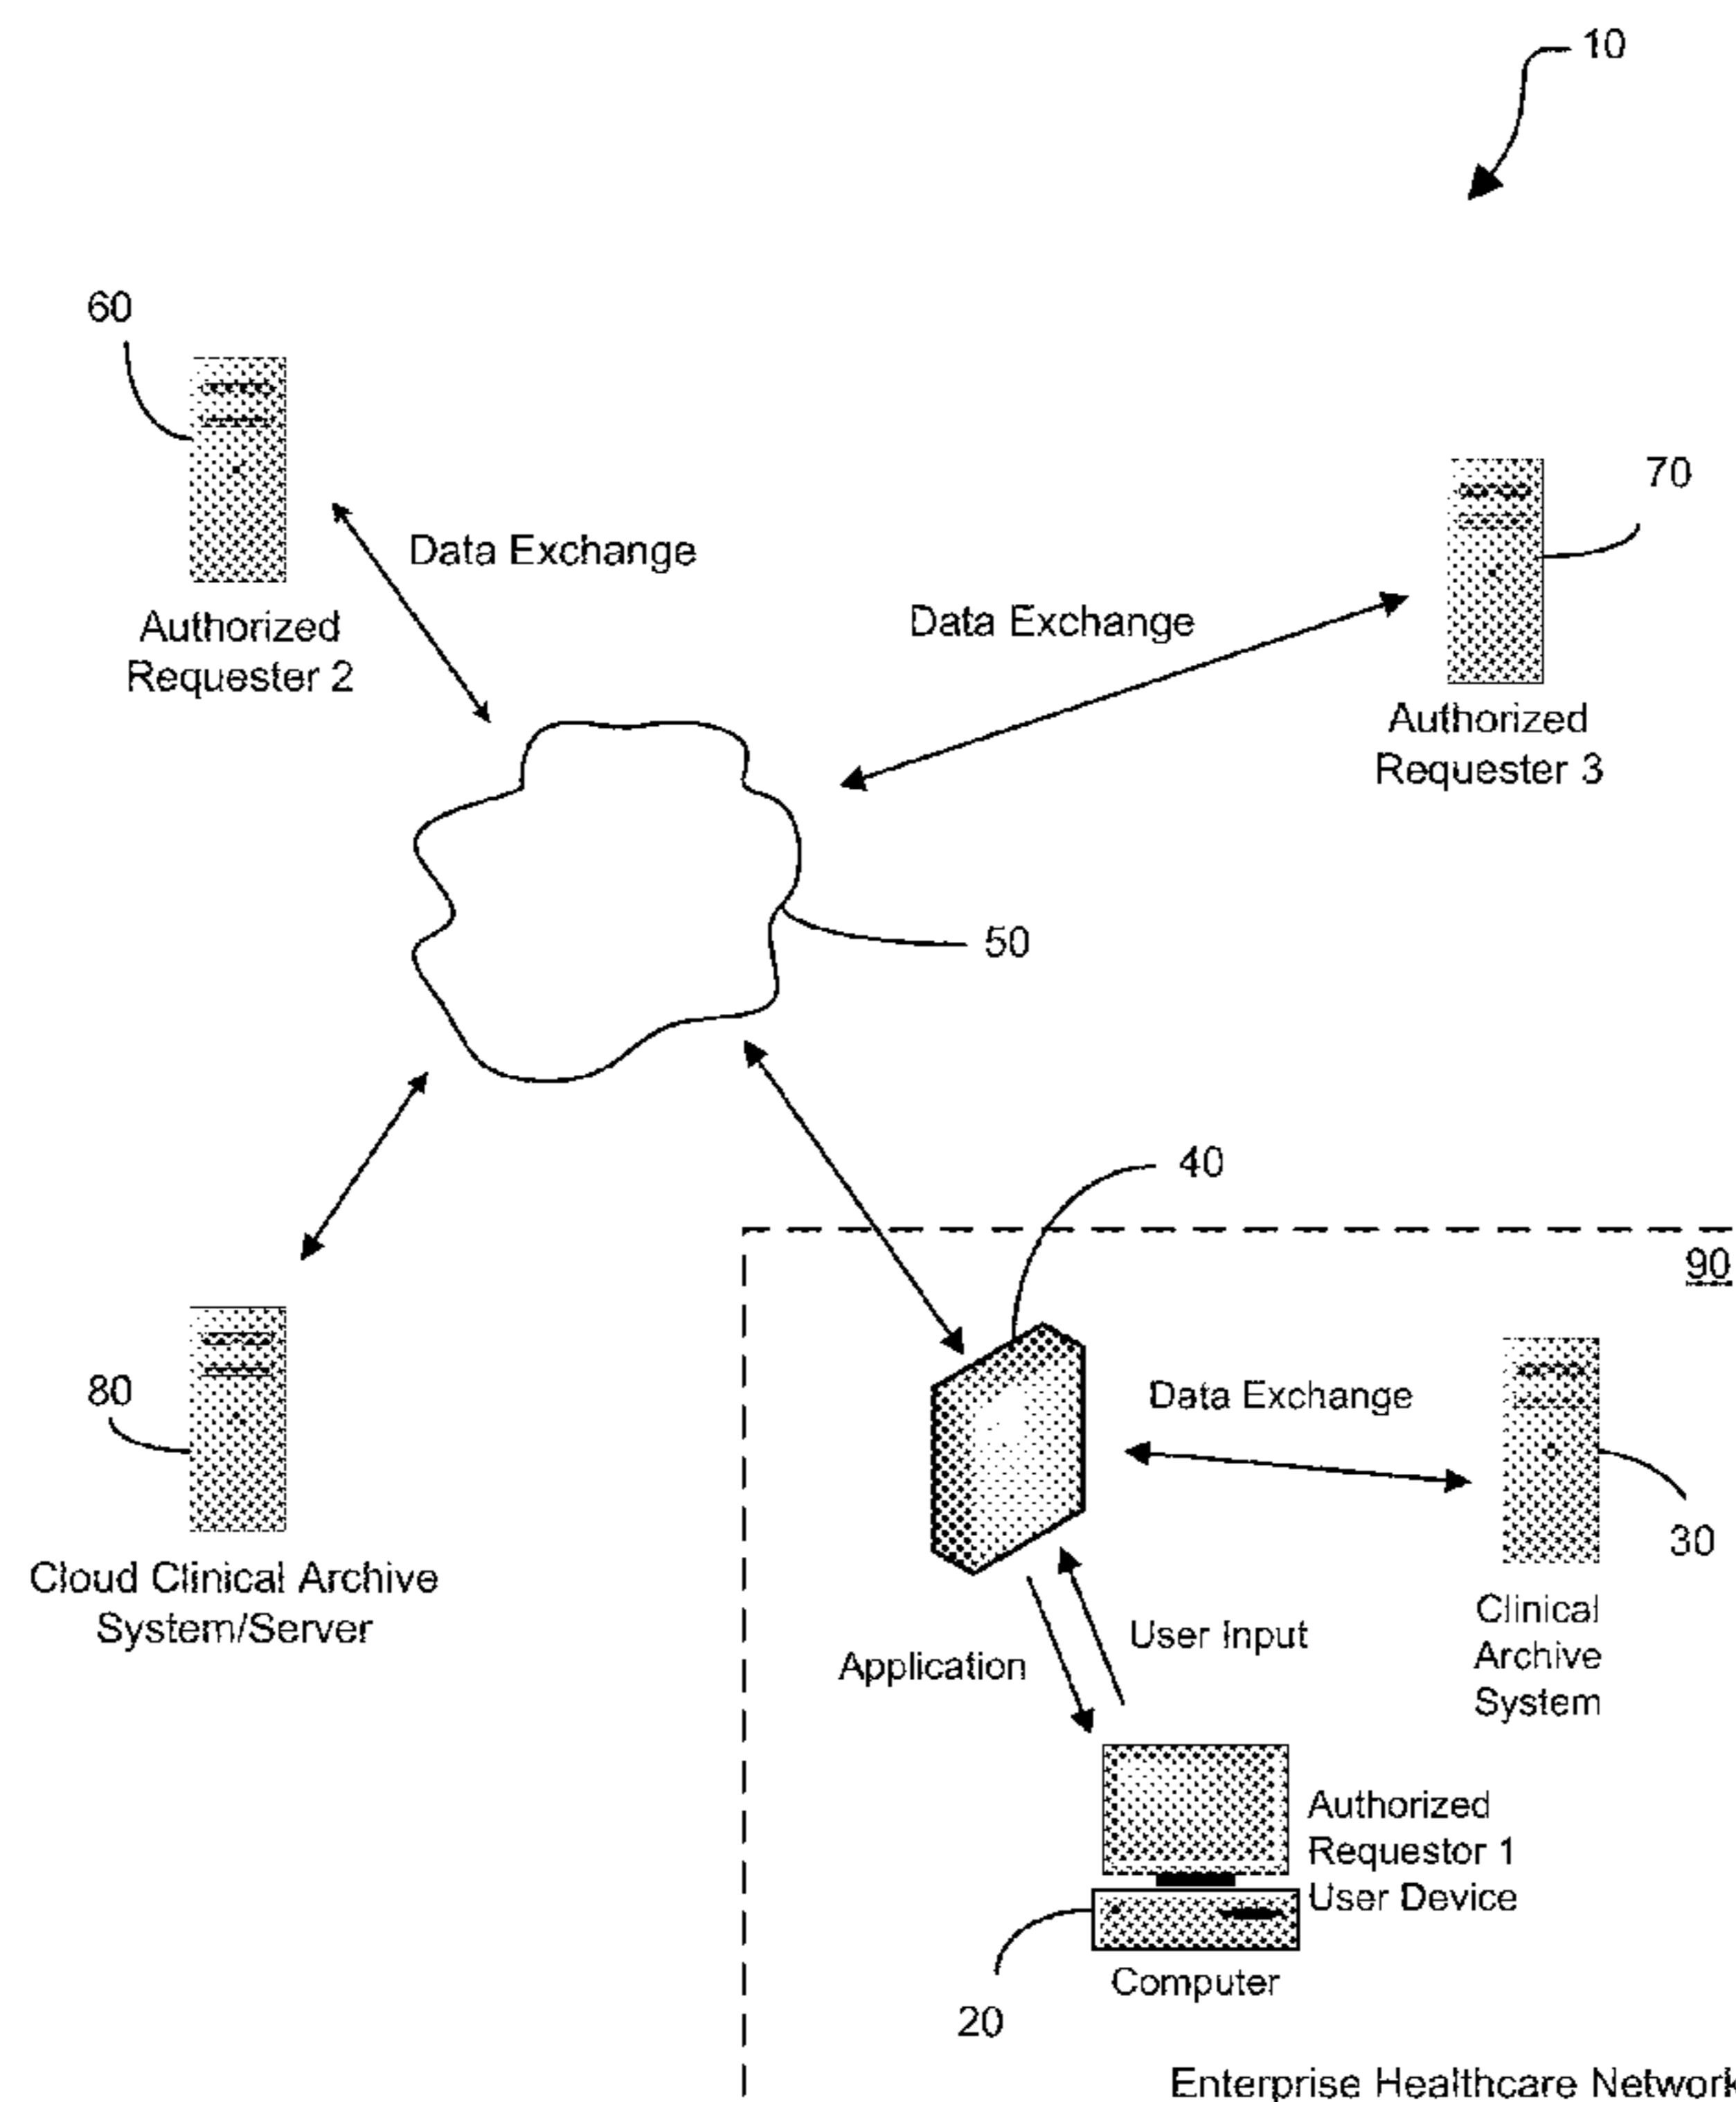 10
60
70
Data Exchange
Data Exchange
Authorized
Requester 2
Authorized
Requester 3
50
40
90
80
Data Exchange
30
Cloud Clinical Archive
System/Server
Clinical
Archive
System
User Input
Application
Authorized
Requestor 1
User Device
Computer
20
Enterprise Healthcare Network